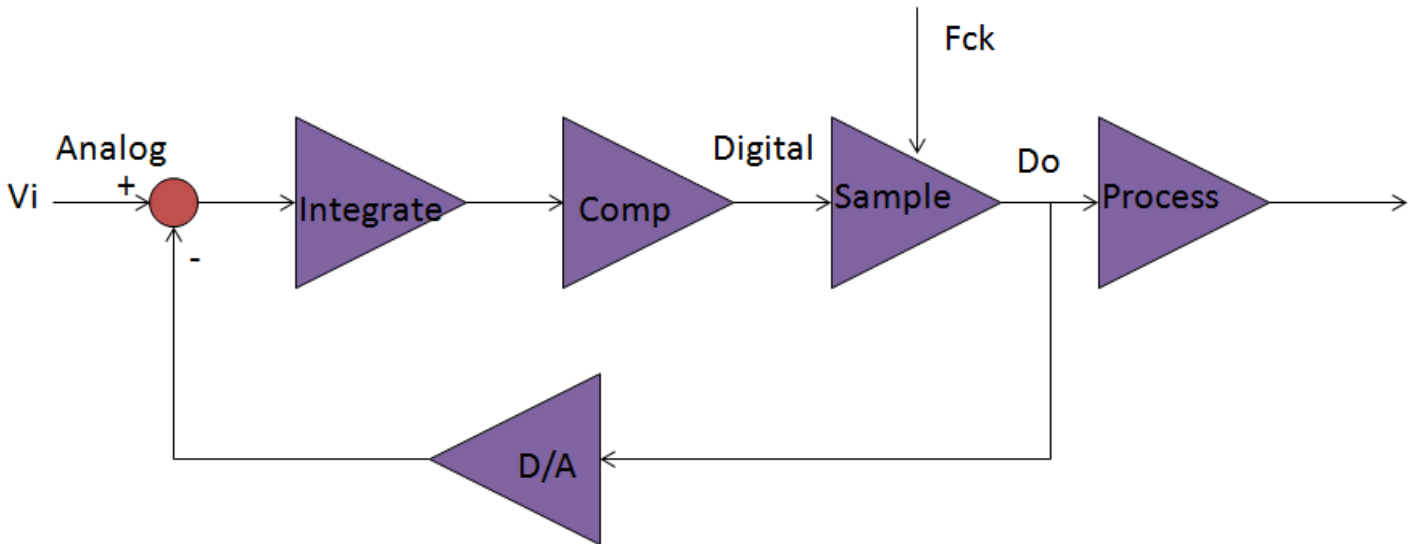 Fck
Analog
Digital
Do
+
Vi
Integrate
Comp
Sample
Process
-
D/A